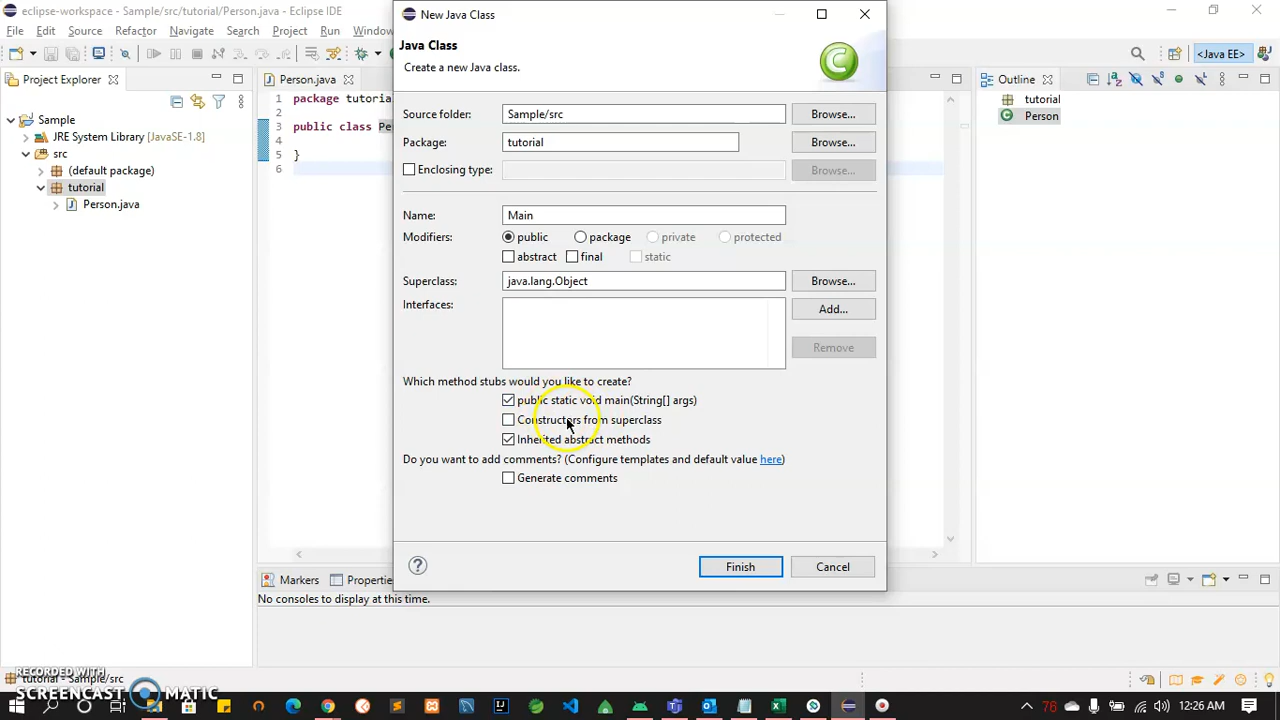 eclipse-workspace - Sample/src/tutorial/Person.java - Eclipse IDE
File Edit Source Refactor Navigate Search Project Run Window
<Java EE>
Project Explorer
Sample
JRE System Library [JavaSE-1.8]
src
(default package)
tutorial
Person.java
Person.java
1 package tutorial
2
3 public class Pe
4
5 }
6
New Java Class
Java Class
Create a new Java class.
Source folder: Sample/src Browse...
Package: tutorial Browse...
Enclosing type: Browse...
Name: Main
Modifiers: public package private protected
abstract final static
Superclass: java.lang.Object Browse...
Interfaces: Add...
Remove
Which method stubs would you like to create?
public static void main(String[] args)
Constructors from superclass
Inherited abstract methods
Do you want to add comments? (Configure templates and default value here)
Generate comments
Finish Cancel
Outline
tutorial
Person
Markers Properties
No consoles to display at this time.
tutorial - Sample/src
RECORDED WITH
SCREENCAST MATIC
78 12:26 AM